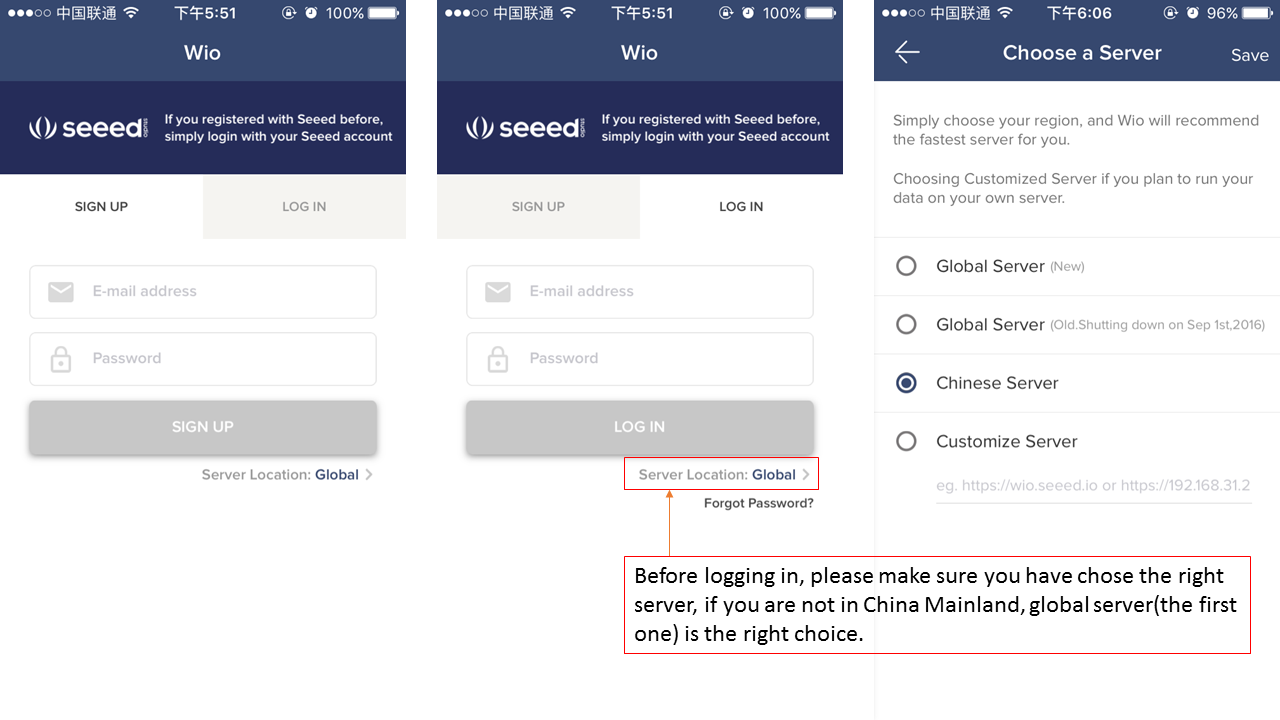 ●●●○○ 中国联通 下午5:51 100%
Wio
seeed studio
If you registered with Seeed before,
simply login with your Seeed account
SIGN UP LOG IN
E-mail address
Password
SIGN UP
Server Location: Global >
●●●○○ 中国联通 下午5:51 100%
Wio
seeed studio
If you registered with Seeed before,
simply login with your Seeed account
SIGN UP LOG IN
E-mail address
Password
LOG IN
Server Location: Global >
Forgot Password?
●●●○○ 中国联通 下午6:06 96%
Choose a Server Save
Simply choose your region, and Wio will recommend
the fastest server for you.
Choosing Customized Server if you plan to run your
data on your own server.
Global Server (New)
Global Server (Old.Shutting down on Sep 1st,2016)
Chinese Server
Customize Server
eg. https://wio.seeed.io or https://192.168.31.2
Before logging in, please make sure you have chose the right
server, if you are not in China Mainland, global server(the first
one) is the right choice.